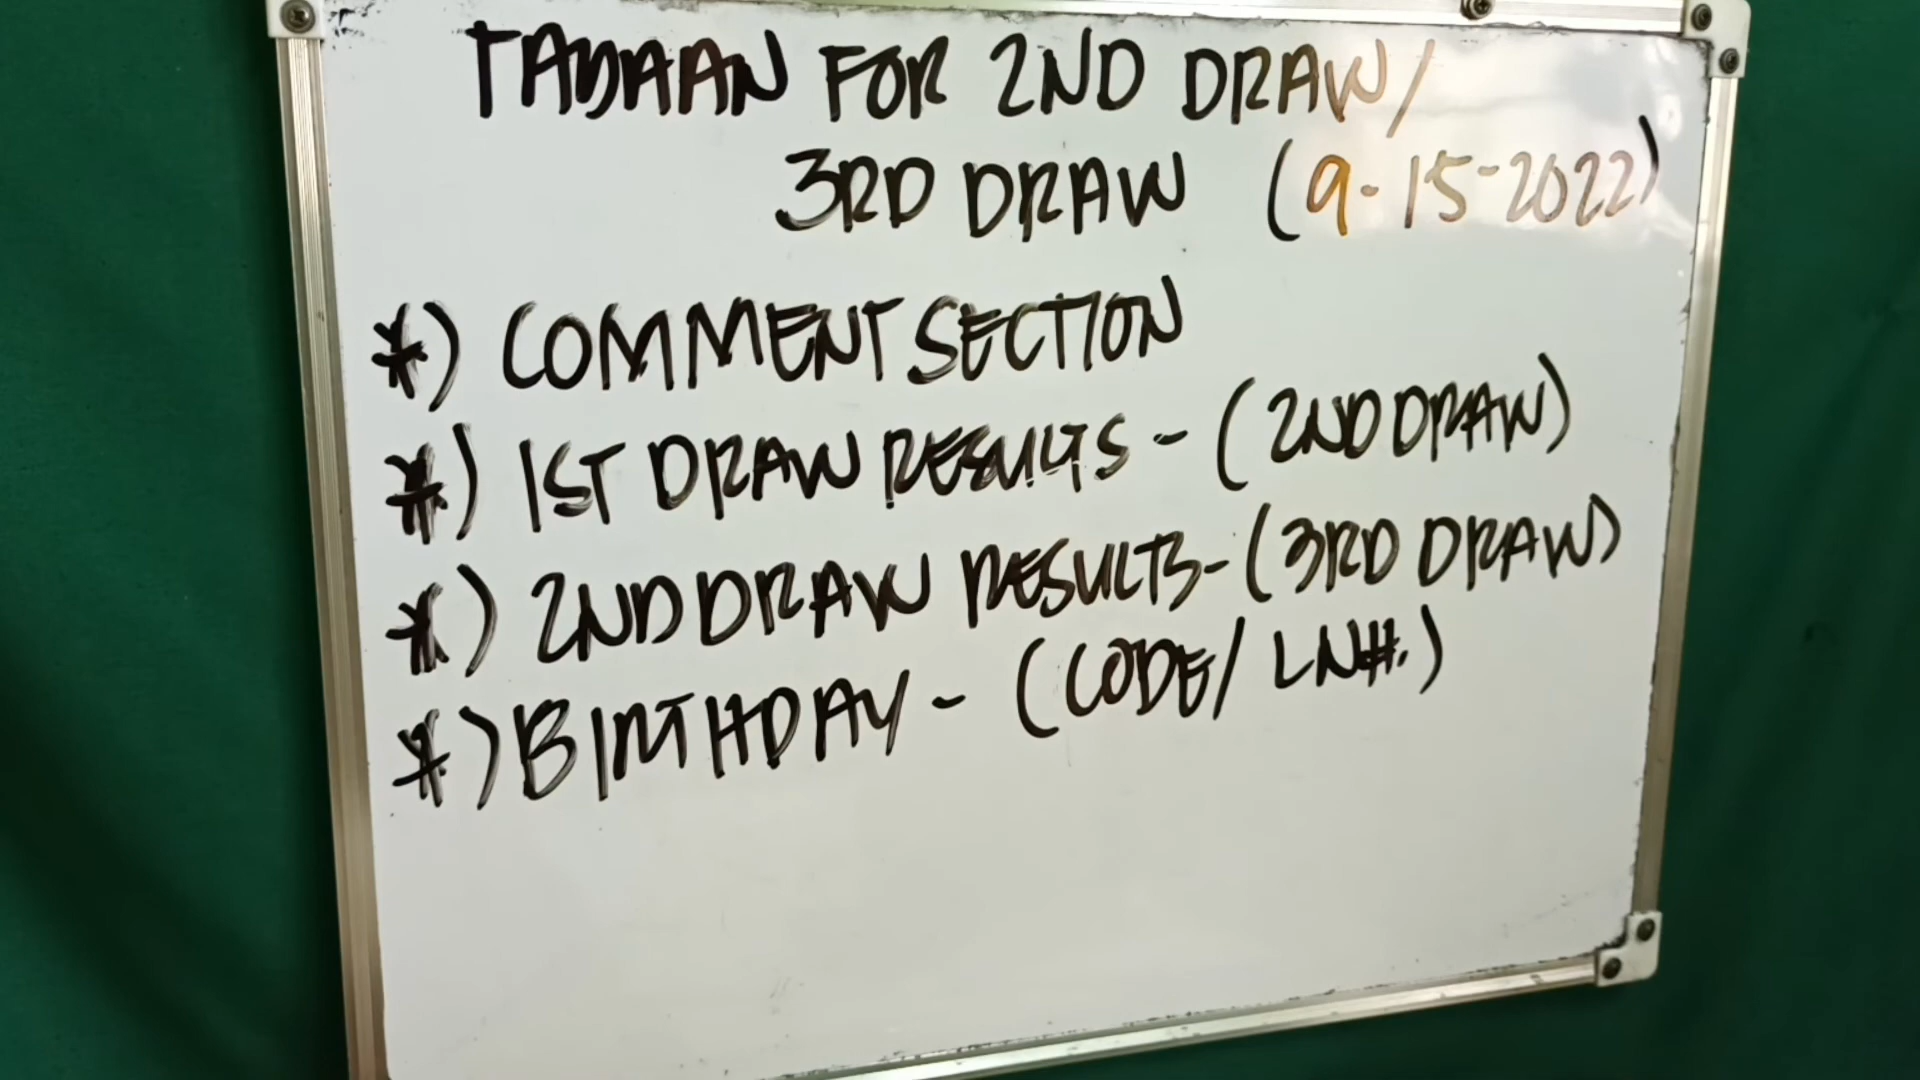 TAYAAN FOR 2ND DRAW/
3RD DRAW (9-15-2022)
*) COMMENT SECTION
*) 1ST DRAW RESULTS - (2ND DRAW)
*) 2ND DRAW RESULTS - (3RD DRAW)
*) BIRTHDAY - (CODE/ LN#.)